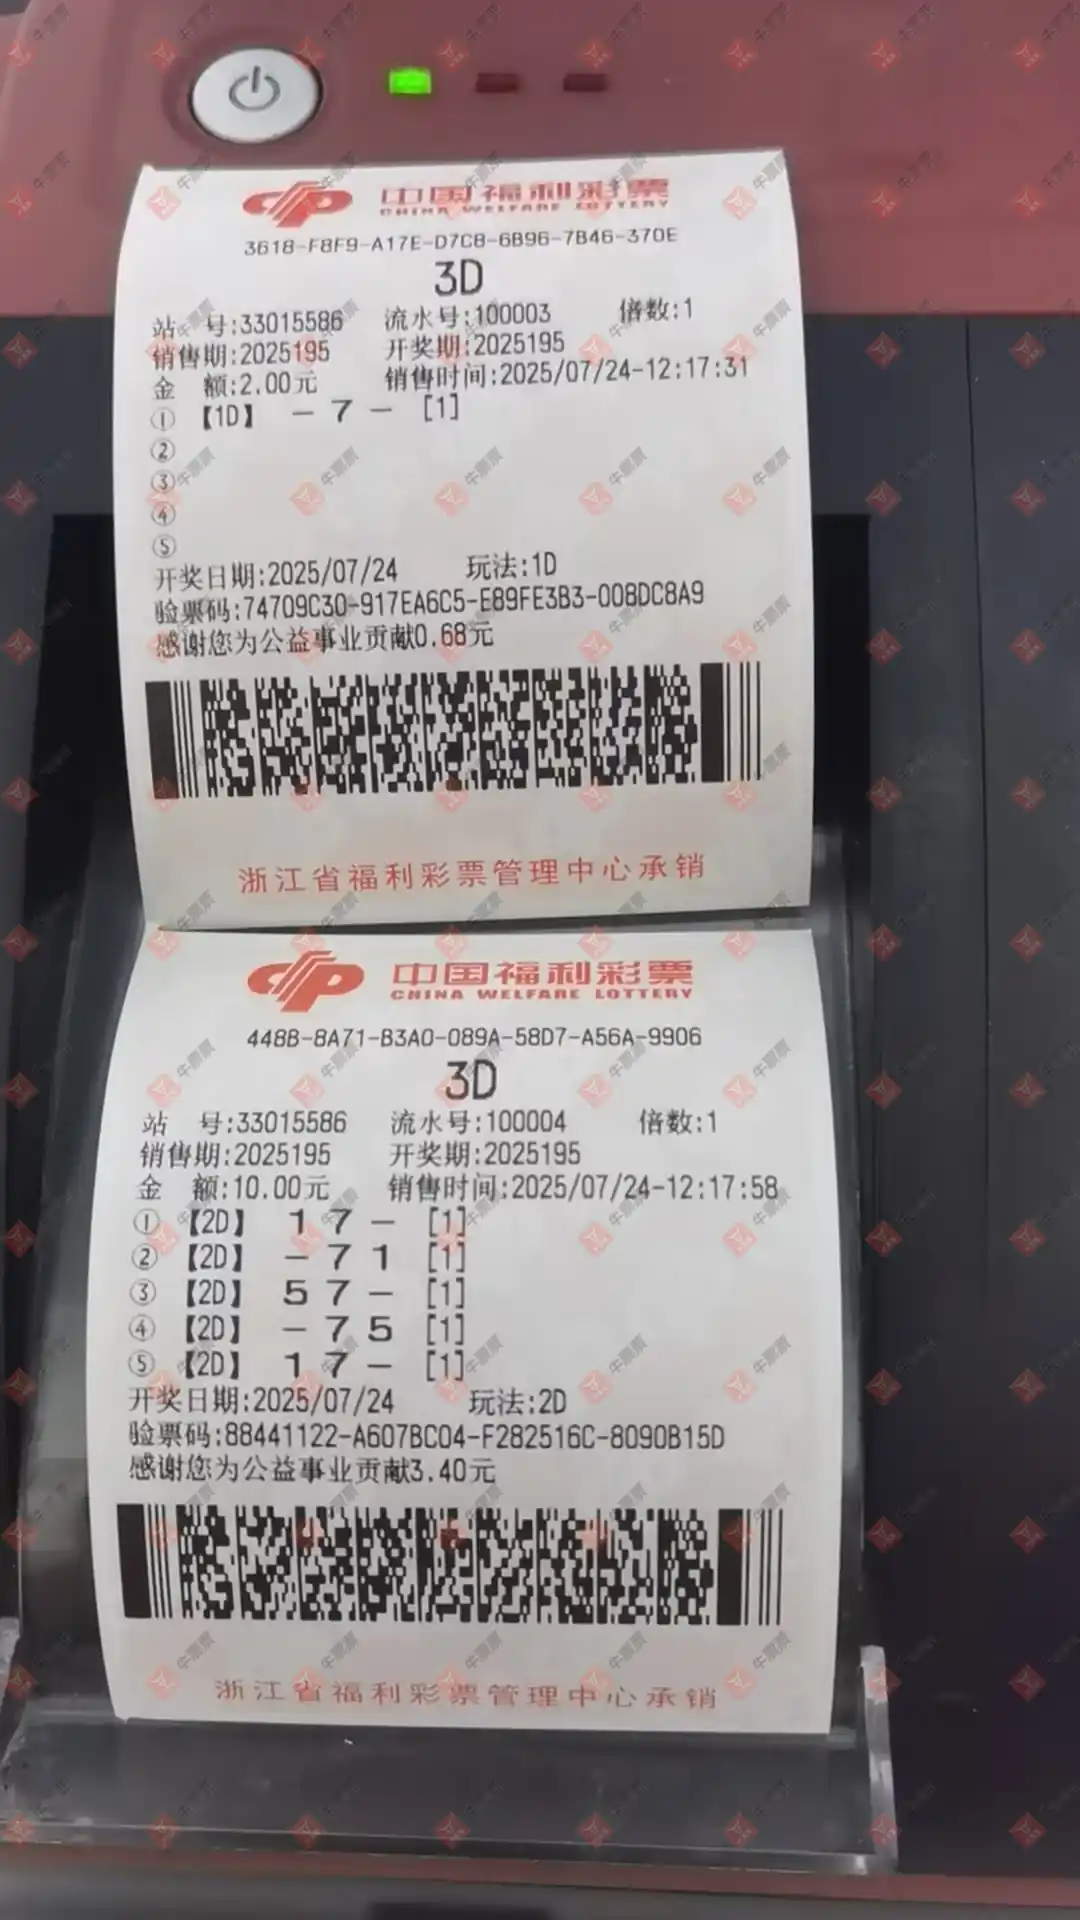 中国福利彩票
CHINA WELFARE LOTTERY
3618-F8F9-A17E-D7C8-6B96-7B46-370E
3D
站 号:33015586 流水号:100003 倍数:1
销售期:2025195 开奖期:2025195
金 额:2.00元 销售时间:2025/07/24-12:17:31
① 【1D】 - 7 - [1]
②
③
④
⑤
开奖日期:2025/07/24 玩法:1D
验票码:74709C30-917EA6C5-E89FE3B3-008DC8A9
感谢您为公益事业贡献0.68元
浙江省福利彩票管理中心承销
中国福利彩票
CHINA WELFARE LOTTERY
448B-8A71-B3A0-089A-58D7-A56A-9906
3D
站 号:33015586 流水号:100004 倍数:1
销售期:2025195 开奖期:2025195
金 额:10.00元 销售时间:2025/07/24-12:17:58
① 【2D】 1 7 - [1]
② 【2D】 - 7 1 [1]
③ 【2D】 5 7 - [1]
④ 【2D】 - 7 5 [1]
⑤ 【2D】 1 7 - [1]
开奖日期:2025/07/24 玩法:2D
验票码:88441122-A607BC04-F282516C-8090B15D
感谢您为公益事业贡献3.40元
浙江省福利彩票管理中心承销